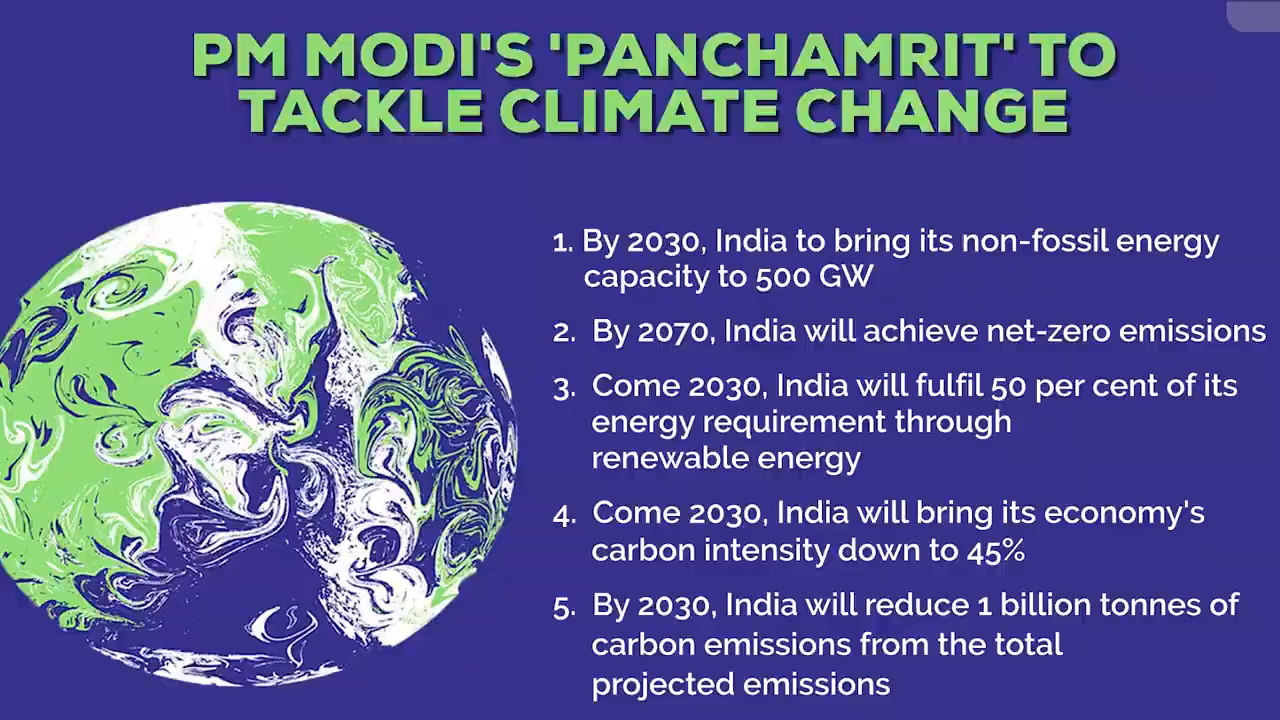 PM MODI'S 'PANCHAMRIT' TO
TACKLE CLIMATE CHANGE
1. By 2030, India to bring its non-fossil energy
capacity to 500 GW
2. By 2070, India will achieve net-zero emissions
3. Come 2030, India will fulfil 50 per cent of its
energy requirement through
renewable energy
4. Come 2030, India will bring its economy's
carbon intensity down to 45%
5. By 2030, India will reduce 1 billion tonnes of
carbon emissions from the total
projected emissions